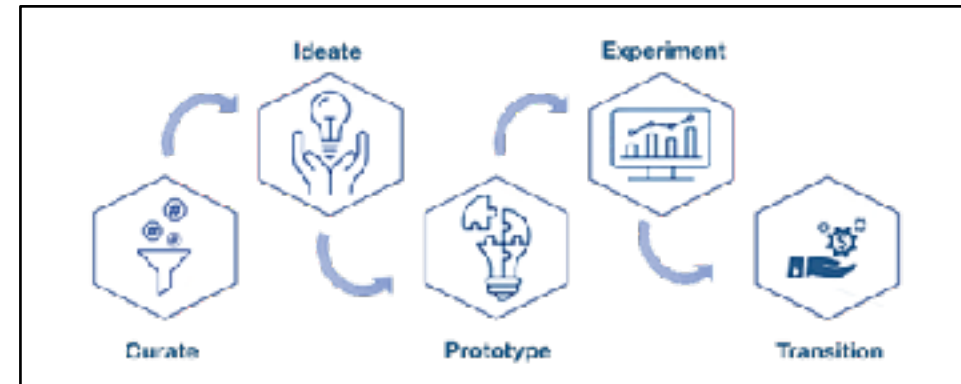 Ideate
Experiment
Curate
Prototype
Transition